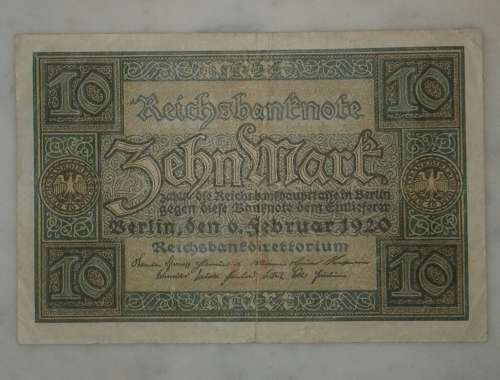 10 10
Reichsbanknote
Zehn Mark
zahlt die Reichsbankhauptkasse in Berlin
gegen diese Banknote dem Einlieferer
Berlin, den 6. Februar 1920
Reichsbankdirektorium
10 10